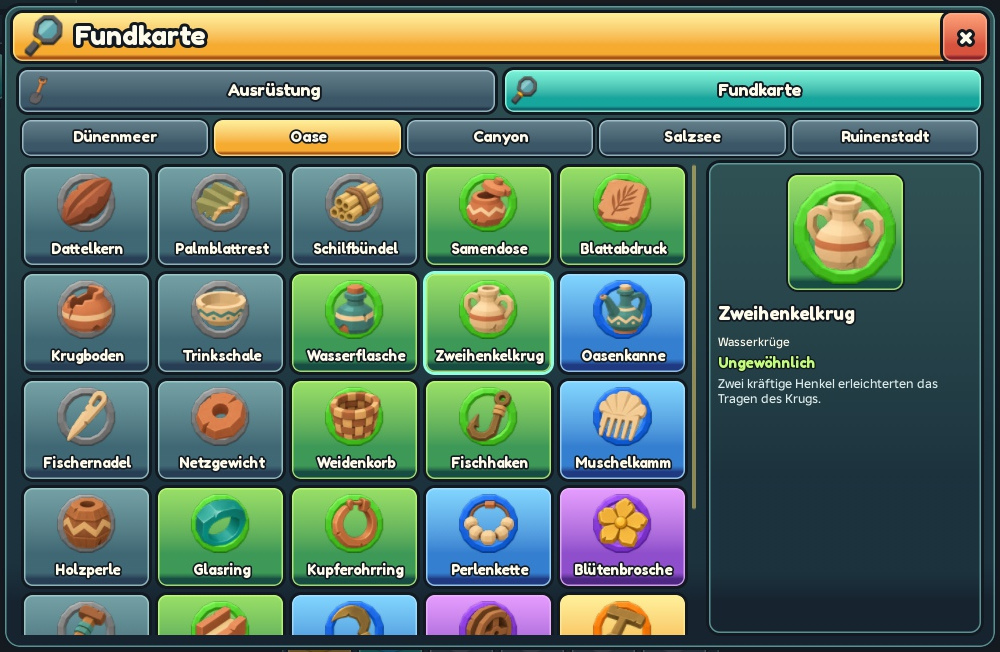 Fundkarte
Ausrüstung
Fundkarte
Dünenmeer
Oase
Canyon
Salzsee
Ruinenstadt
Dattelkern
Palmblattrest
Schilfbündel
Samendose
Blattabdruck
Krugboden
Trinkschale
Wasserflasche
Zweihenkelkrug
Oasenkanne
Fischernadel
Netzgewicht
Weidenkorb
Fischhaken
Muschelkamm
Holzperle
Glasring
Kupferohrring
Perlenkette
Blütenbrosche
Zweihenkelkrug
Wasserkrüge
Ungewöhnlich
Zwei kräftige Henkel erleichterten das
Tragen des Krugs.